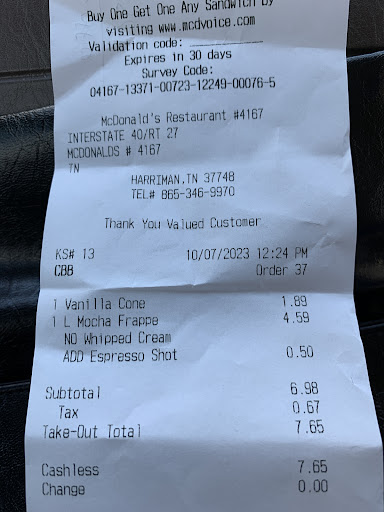 Buy One Get One Any Sandwich by
visiting www.mcdvoice.com
Validation code:
Expires in 30 days
Survey Code:
04167-13371-00723-12249-00076-5
McDonald's Restaurant #4167
INTERSTATE 40/RT 27
MCDONALDS # 4167
TN
HARRIMAN,TN 37748
TEL# 865-346-9970
Thank You Valued Customer
KS# 13 10/07/2023 12:24 PM
CBB Order 37
1 Vanilla Cone 1.89
1 L Mocha Frappe 4.59
NO Whipped Cream
ADD Espresso Shot 0.50
Subtotal 6.98
Tax 0.67
Take-Out Total 7.65
Cashless 7.65
Change 0.00